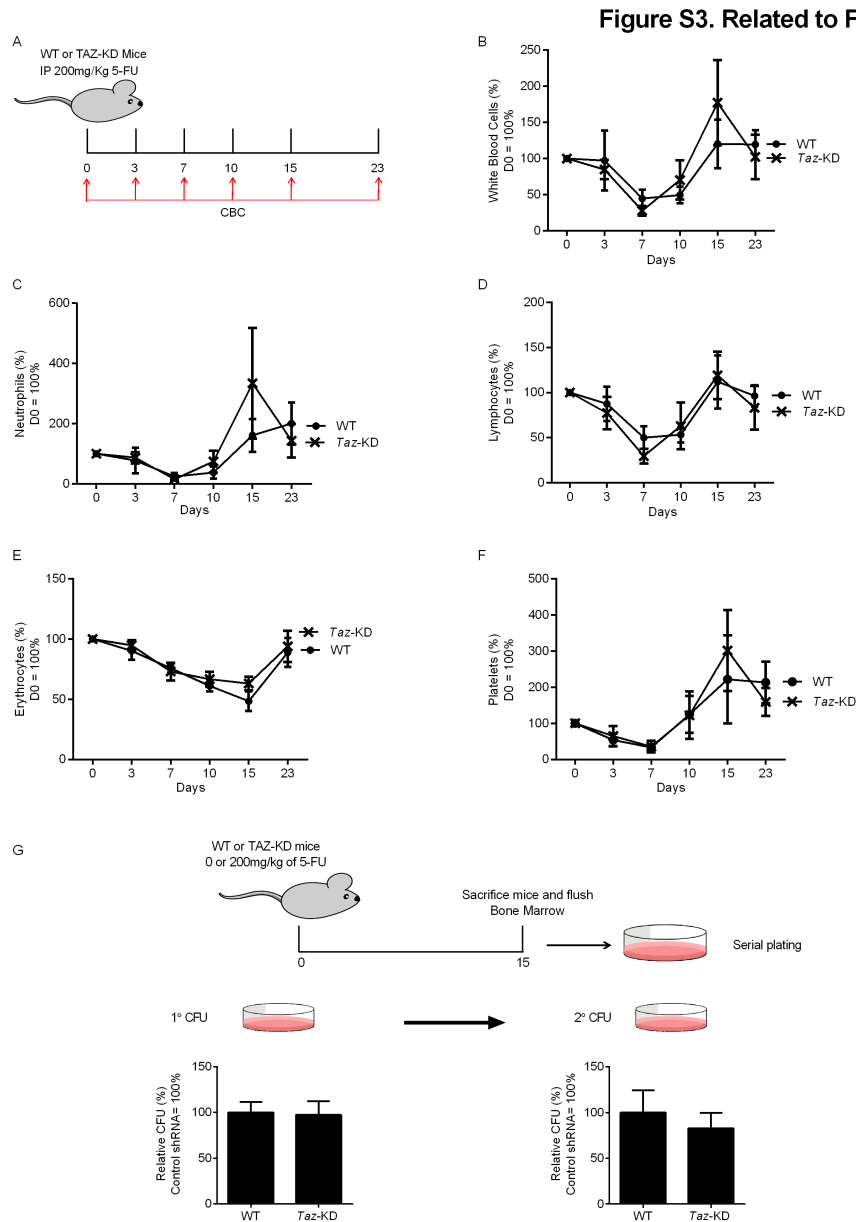 Figure S3. Related to F
A
WT or TAZ-KD Mice
IP 200mg/Kg 5-FU
0 3 7 10 15 23
CBC
B
White Blood Cells (%)
D0 = 100%
250
200
150
100
50
0
0 3 7 10 15 23
Days
WT
Taz-KD
C
Neutrophils (%)
D0 = 100%
600
400
200
0
0 3 7 10 15 23
Days
WT
Taz-KD
D
Lymphocytes (%)
D0 = 100%
200
150
100
50
0
0 3 7 10 15 23
Days
WT
Taz-KD
E
Erythrocytes (%)
D0 = 100%
150
100
50
0
0 3 7 10 15 23
Days
Taz-KD
WT
F
Platelets (%)
D0 = 100%
500
400
300
200
100
0
0 3 7 10 15 23
Days
WT
Taz-KD
G
WT or TAZ-KD mice
0 or 200mg/kg of 5-FU
Sacrifice mice and flush
Bone Marrow
0 15
Serial plating
1° CFU
2° CFU
Relative CFU (%)
Control shRNA= 100%
150
100
50
0
WT Taz-KD
Relative CFU (%)
Control shRNA= 100%
150
100
50
0
WT Taz-KD